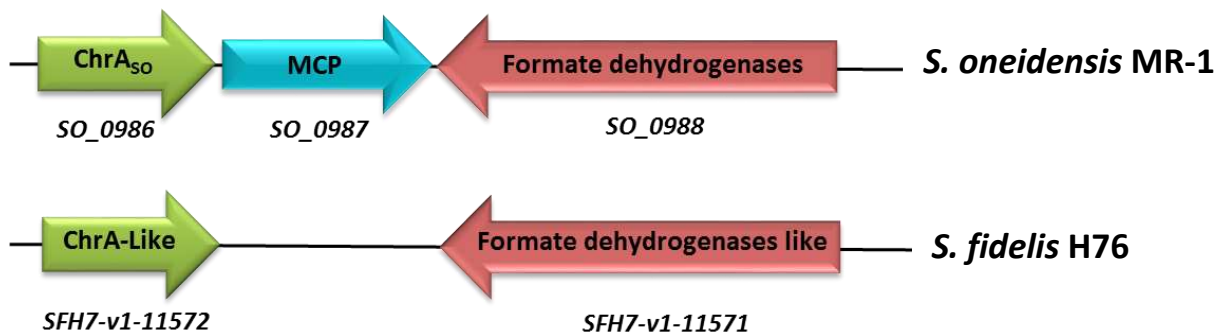 ChrASO MCP Formate dehydrogenases S. oneidensis MR-1
SO_0986 SO_0987 SO_0988
ChrA-Like Formate dehydrogenases like S. fidelis H76
SFH7-v1-11572 SFH7-v1-11571